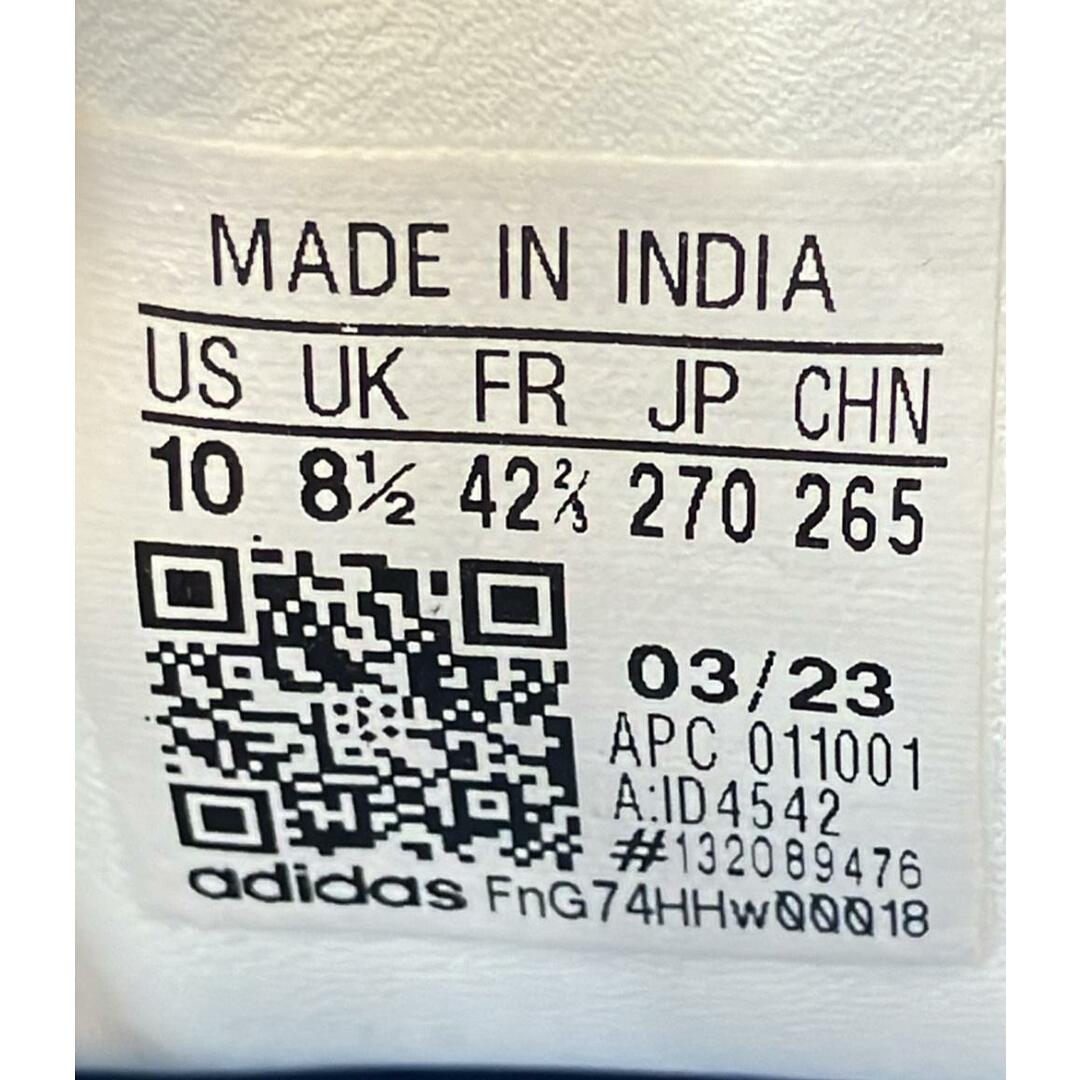 MADE IN INDIA
US UK FR JP CHN
10 8½ 42⅔ 270 265
03/23
APC 011001
A:ID4542
#132089476
adidas FnG74HHw00018